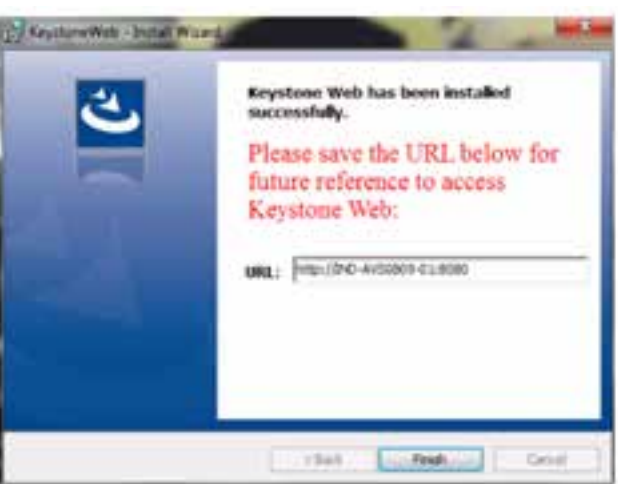 KeystoneWeb - Install Wizard
Keystone Web has been installed
successfully.
Please save the URL below for
future reference to access
Keystone Web:
URL:
< Back Finish Cancel